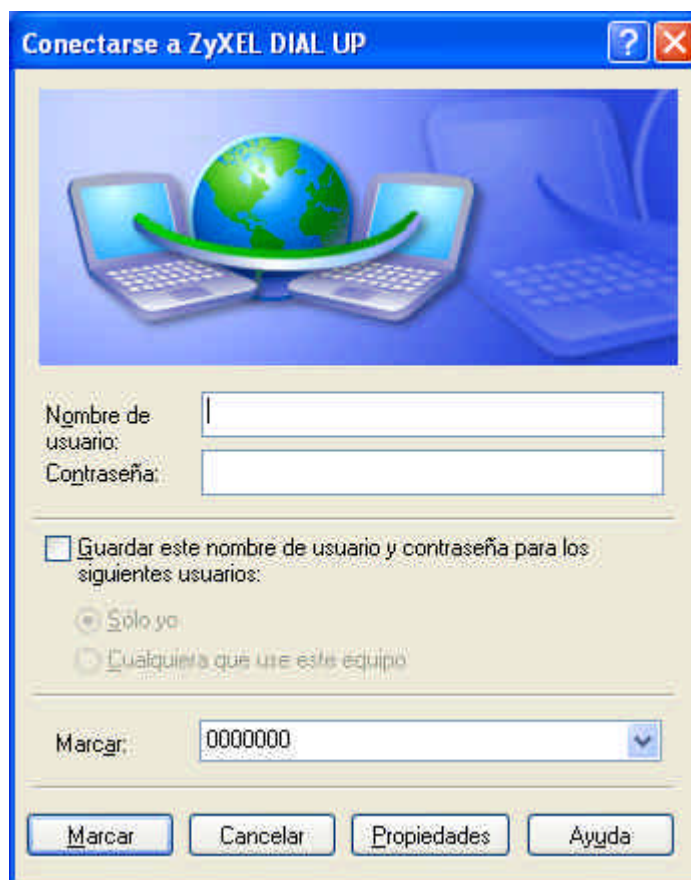 Conectarse a ZyXEL DIAL UP
Nombre de
usuario:
Contraseña:
Guardar este nombre de usuario y contraseña para los
siguientes usuarios:
Sólo yo
Cualquiera que use este equipo
Marcar: 0000000
Marcar Cancelar Propiedades Ayuda